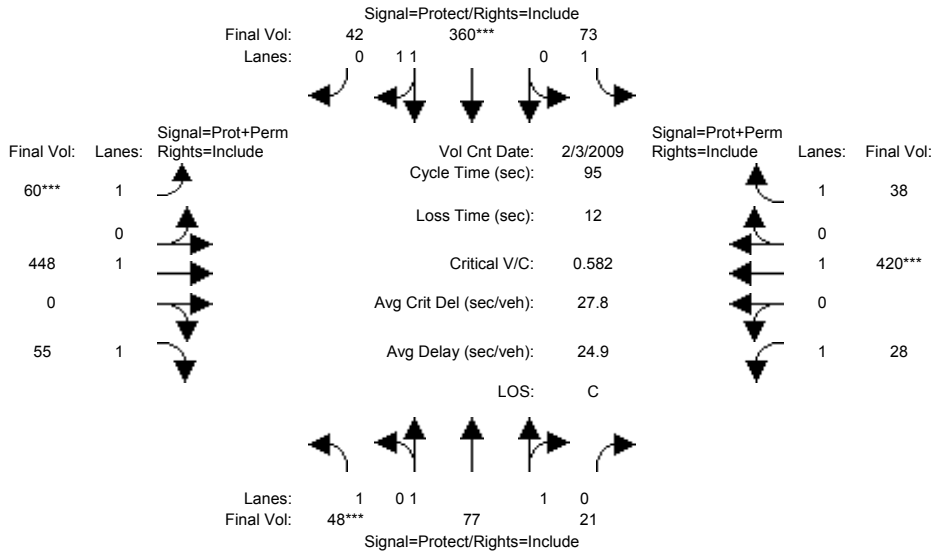 Signal=Protect/Rights=Include
Final Vol: 42 360*** 73
Lanes: 0 1 1 0 1
Signal=Prot+Perm Signal=Prot+Perm
Final Vol: Lanes: Rights=Include Vol Cnt Date: 2/3/2009 Rights=Include Lanes: Final Vol:
Cycle Time (sec): 95
60*** 1 1 38
Loss Time (sec): 12
0 0
448 1 Critical V/C: 0.582 1 420***
0 1 Avg Crit Del (sec/veh): 27.8 0
55 1 Avg Delay (sec/veh): 24.9 1 28
LOS: C
Lanes: 1 0 1 1 0
Final Vol: 48*** 77 21
Signal=Protect/Rights=Include